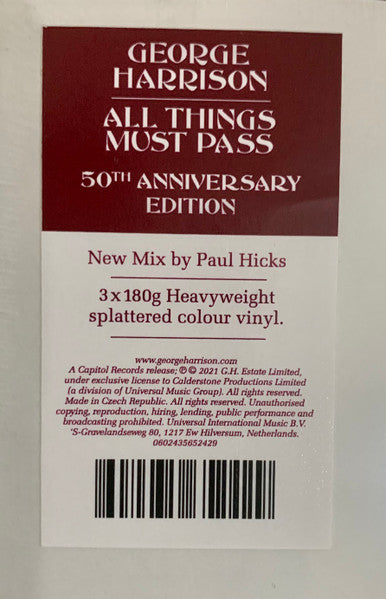 GEORGE
HARRISON
ALL THINGS
MUST PASS
50TH ANNIVERSARY
EDITION
New Mix by Paul Hicks
3 x 180g Heavyweight
splattered colour vinyl.
www.georgeharrison.com
A Capitol Records release; ℗© 2021 G.H. Estate Limited,
under exclusive license to Calderstone Productions Limited
(a division of Universal Music Group). All rights reserved.
Made in Czech Republic. All rights reserved. Unauthorised
copying, reproduction, hiring, lending, public performance and
broadcasting prohibited. Universal International Music B.V.
'S-Gravelandseweg 80, 1217 Ew Hilversum, Netherlands.
0602435652429